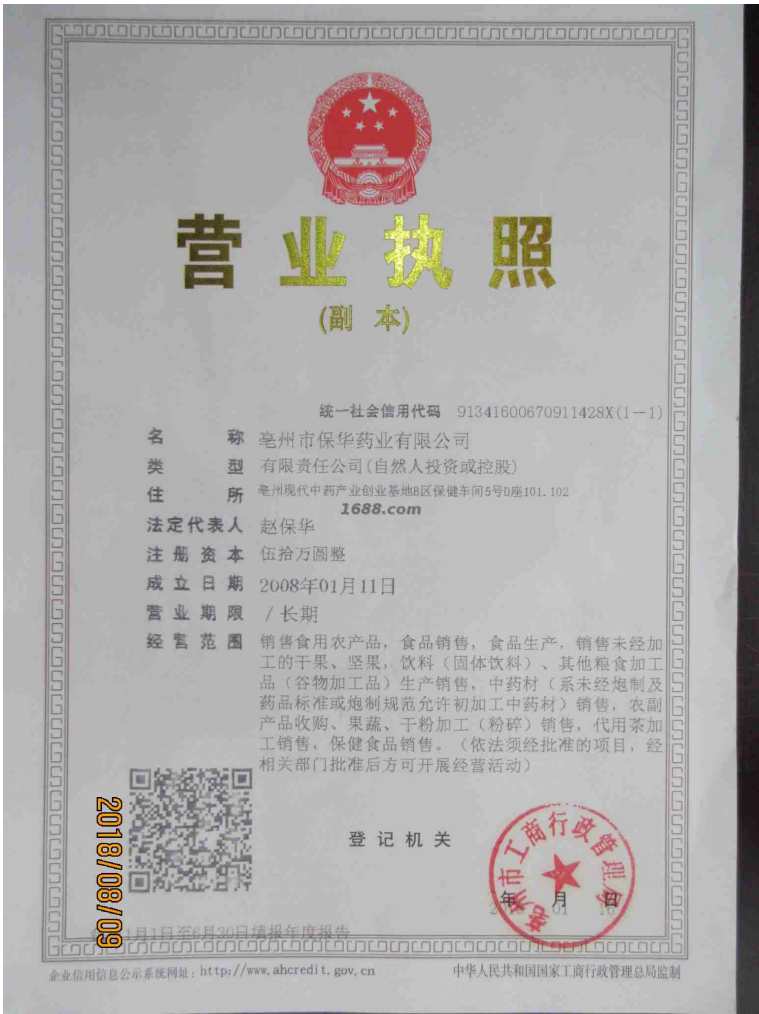 营业执照
(副 本)
统一社会信用代码 91341600670911428X(1-1)
名 称 亳州市保华药业有限公司
类 型 有限责任公司(自然人投资或控股)
住 所 亳州现代中药产业创业基地B区保健车间5号D座101.102
1688.com
法定代表人 赵保华
注册资本 伍拾万圆整
成立日期 2008年01月11日
营业期限 /长期
经营范围 销售食用农产品，食品销售，食品生产，销售未经加
工的干果、坚果，饮料（固体饮料）、其他粮食加工
品（谷物加工品）生产销售，中药材（系未经炮制及
药品标准或炮制规范允许初加工中药材）销售，农副
产品收购、果蔬、干粉加工（粉碎）销售，代用茶加
工销售，保健食品销售。（依法须经批准的项目，经
相关部门批准后方可开展经营活动）
2018/08/09
登记机关
亳州市工商行政管理局
年 月 日
01 16
1月1日至6月30日填报年度报告
企业信用信息公示系统网址：http://www.ahcredit.gov.cn
中华人民共和国国家工商行政管理总局监制